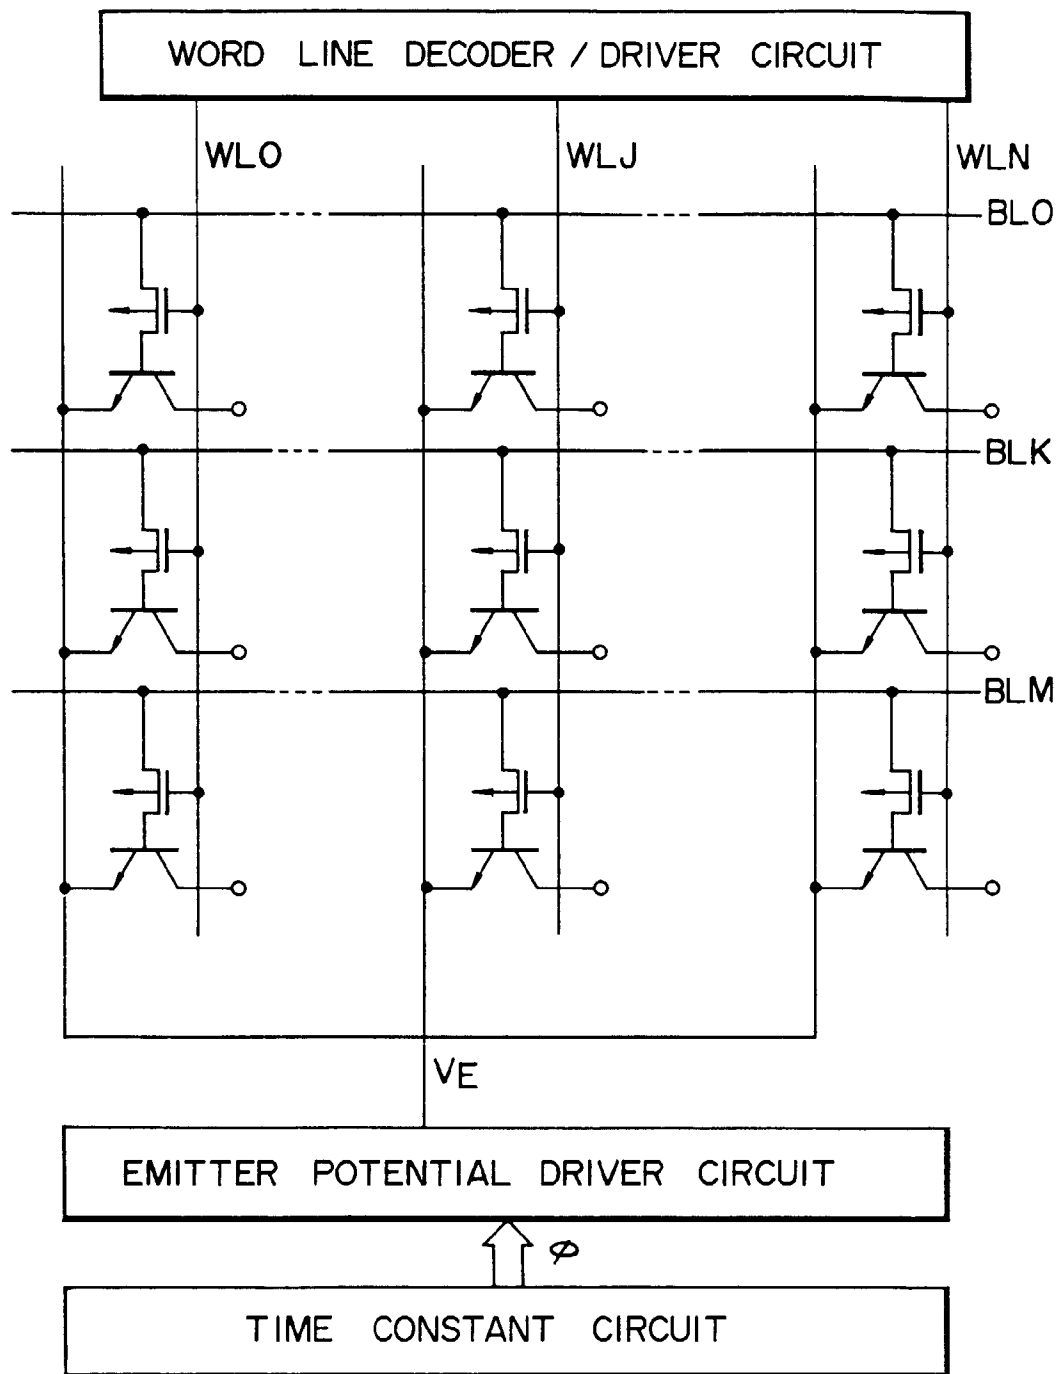 WORD LINE DECODER / DRIVER CIRCUIT
WLO WLJ WLN
BLO
BLK
BLM
VE
EMITTER POTENTIAL DRIVER CIRCUIT
ϕ
TIME CONSTANT CIRCUIT